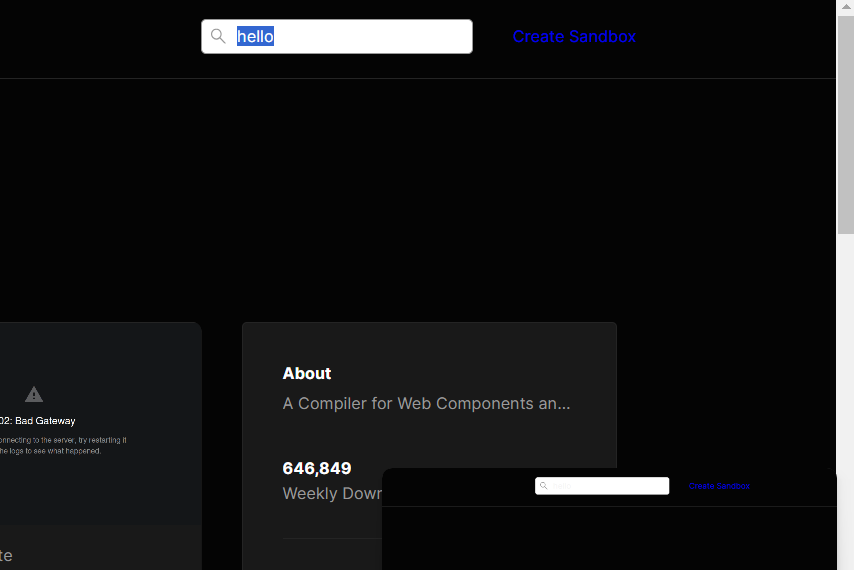 hello
Create Sandbox
02: Bad Gateway
onnecting to the server, try restarting it
he logs to see what happened.
te
About
A Compiler for Web Components an...
646,849
Weekly Down
Create Sandbox